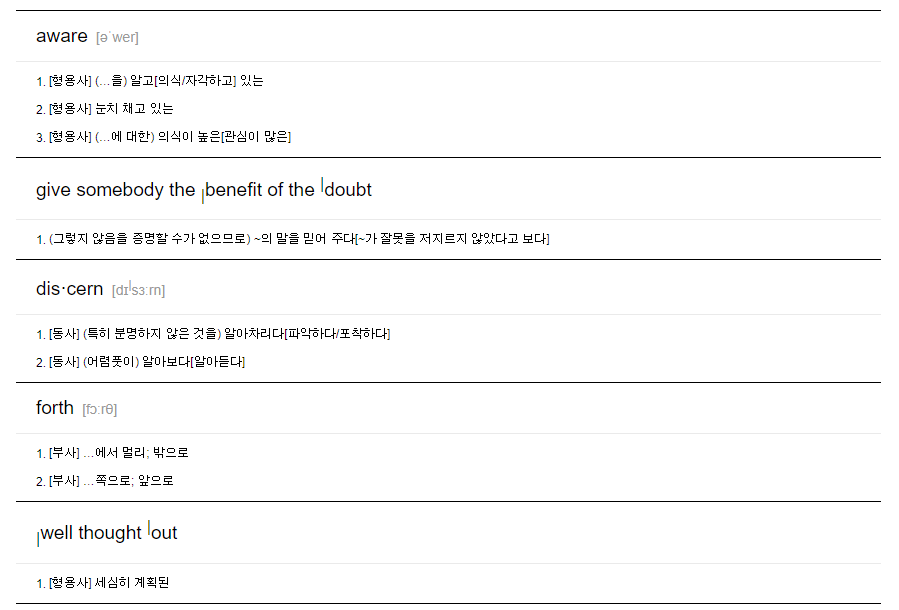 aware [ə|wer]
1. [형용사] (…을) 알고[의식/자각하고] 있는
2. [형용사] 눈치 채고 있는
3. [형용사] (…에 대한) 의식이 높은[관심이 많은]
give somebody the |benefit of the |doubt
1. (그렇지 않음을 증명할 수가 없으므로) ~의 말을 믿어 주다[~가 잘못을 저지르지 않았다고 보다]
dis·cern [dɪ|sɜːrn]
1. [동사] (특히 분명하지 않은 것을) 알아차리다[파악하다/포착하다]
2. [동사] (어렴풋이) 알아보다[알아듣다]
forth [fɔːrθ]
1. [부사] …에서 멀리; 밖으로
2. [부사] …쪽으로; 앞으로
|well thought |out
1. [형용사] 세심히 계획된